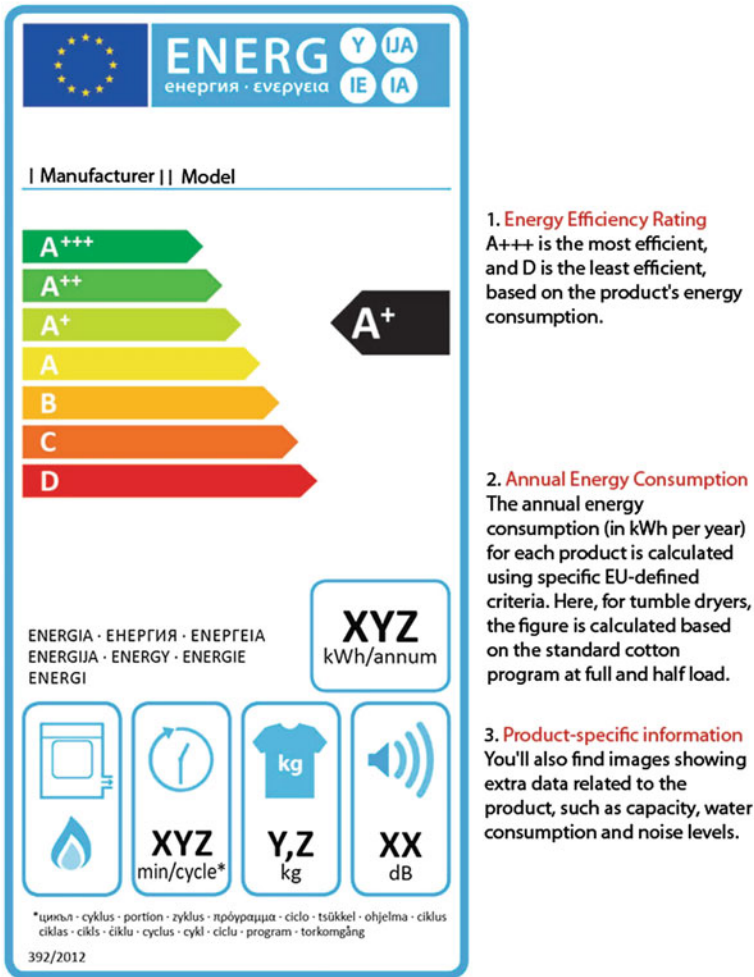 ENERG
енергия · ενεργεια
Y IJA
IE IA
| Manufacturer || Model
A+++
A++
A+
A
B
C
D
A+
1. Energy Efficiency Rating
A+++ is the most efficient,
and D is the least efficient,
based on the product's energy
consumption.
2. Annual Energy Consumption
The annual energy
consumption (in kWh per year)
for each product is calculated
using specific EU-defined
criteria. Here, for tumble dryers,
the figure is calculated based
on the standard cotton
program at full and half load.
3. Product-specific information
You'll also find images showing
extra data related to the
product, such as capacity, water
consumption and noise levels.
ENERGIA · ЕНЕРГИЯ · ΕΝΕΡΓΕΙΑ
ENERGIJA · ENERGY · ENERGIE
ENERGI
XYZ
kWh/annum
XYZ
min/cycle*
kg
Y,Z
kg
XX
dB
*цикъл · cyklus · portion · zyklus · πρόγραμμα · ciclo · tsükkel · ohjelma · ciklus
ciklas · cikls · ċiklu · cyclus · cykl · ciclu · program · torkomgång
392/2012